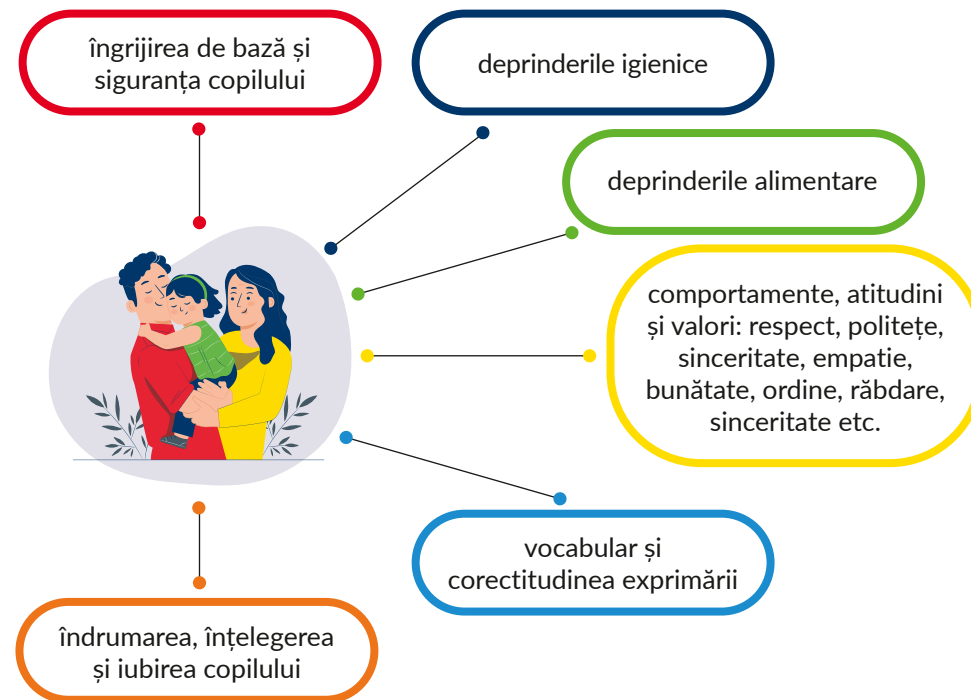 îngrijirea de bază și
siguranța copilului
deprinderile igienice
deprinderile alimentare
comportamente, atitudini
și valori: respect, politețe,
sinceritate, empatie,
bunătate, ordine, răbdare,
sinceritate etc.
vocabular și
corectitudinea exprimării
îndrumarea, înțelegerea
și iubirea copilului